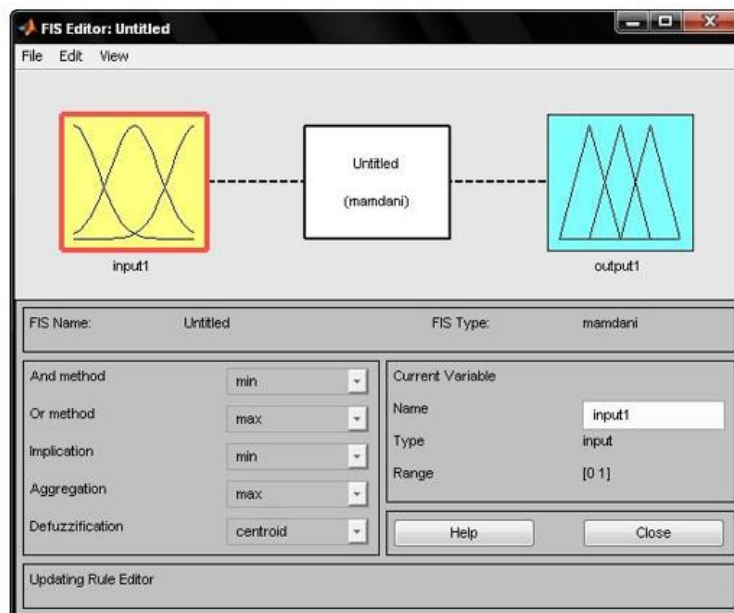 FIS Editor: Untitled
File Edit View
Untitled
(mamdani)
input1
output1
FIS Name: Untitled FIS Type: mamdani
And method min
Or method max
Implication min
Aggregation max
Defuzzification centroid
Current Variable
Name input1
Type input
Range [0 1]
Help Close
Updating Rule Editor